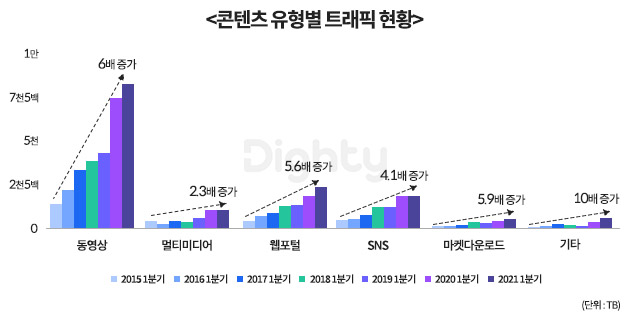 <콘텐츠 유형별 트래픽 현황>
1만
7천5백
5천
2천5백
0
6배 증가
2.3배 증가
5.6배 증가
4.1배 증가
5.9배 증가
10배 증가
Dighty
동영상 멀티미디어 웹포털 SNS 마켓다운로드 기타
2015 1분기 2016 1분기 2017 1분기 2018 1분기 2019 1분기 2020 1분기 2021 1분기
(단위 : TB)